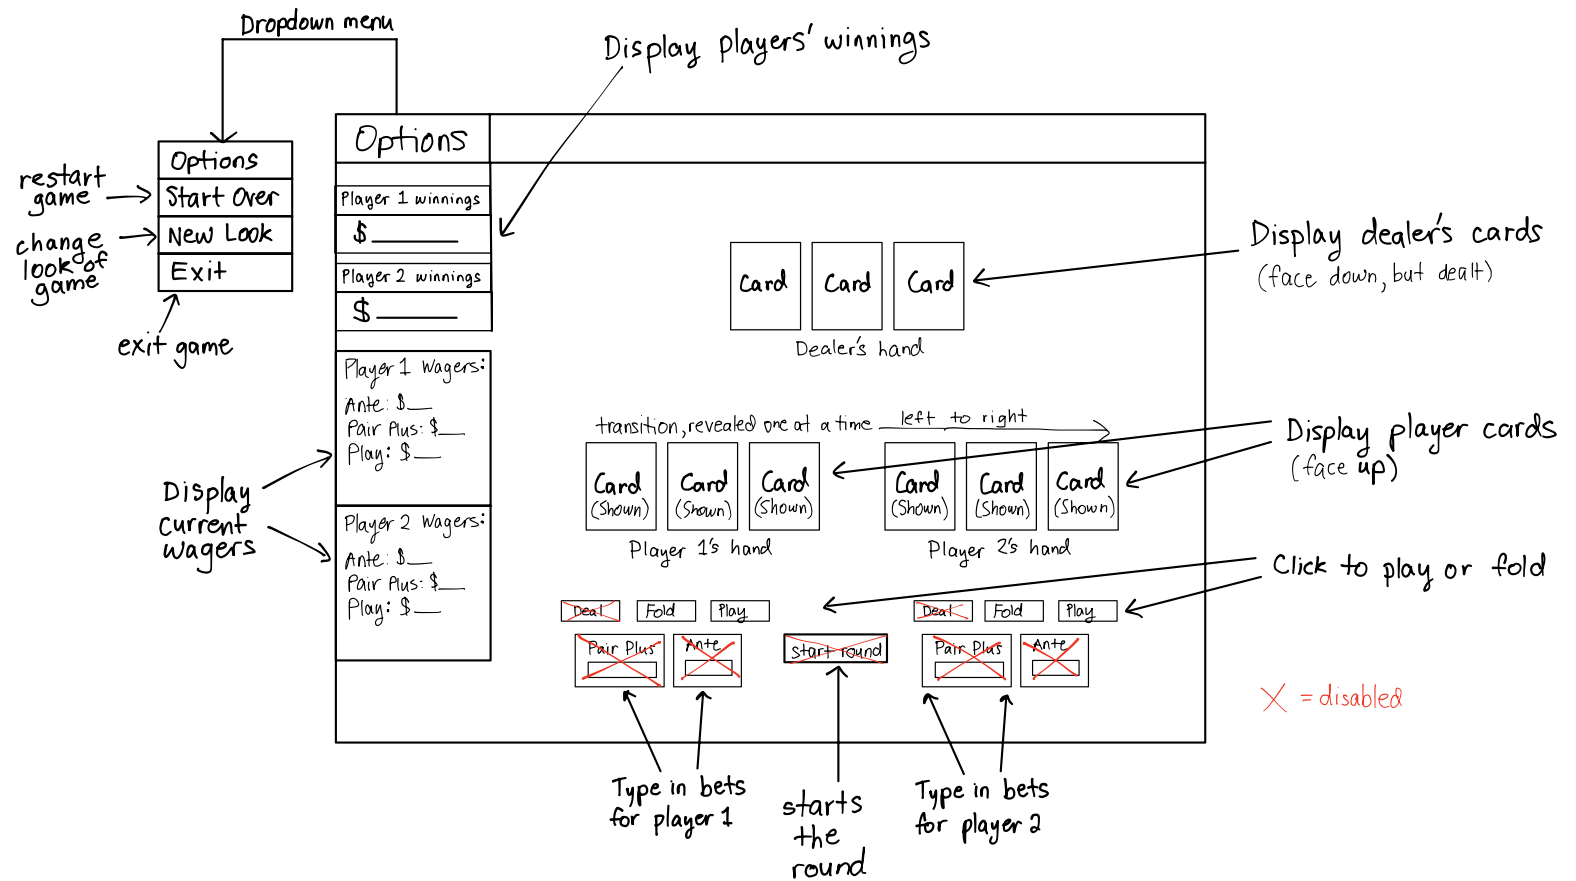 Dropdown menu
Display players' winnings
Options
Options
Start Over
New Look
Exit
restart
game
change
look of
game
exit game
Player 1 winnings
$
Player 2 winnings
$
Player 1 Wagers:
Ante: $__
Pair Plus: $__
Play: $__
Player 2 Wagers:
Ante: $__
Pair Plus: $__
Play: $__
Display
current
wagers
Card Card Card
Dealer's hand
Display dealer's cards
(face down, but dealt)
transition, revealed one at a time left to right
Card Card Card
(Shown) (Shown) (Shown)
Player 1's hand
Card Card Card
(Shown) (Shown) (Shown)
Player 2's hand
Display player cards
(face up)
Click to play or fold
Deal Fold Play
Pair Plus Ante
start round
Deal Fold Play
Pair Plus Ante
X = disabled
Type in bets
for player 1
starts
the
round
Type in bets
for player 2